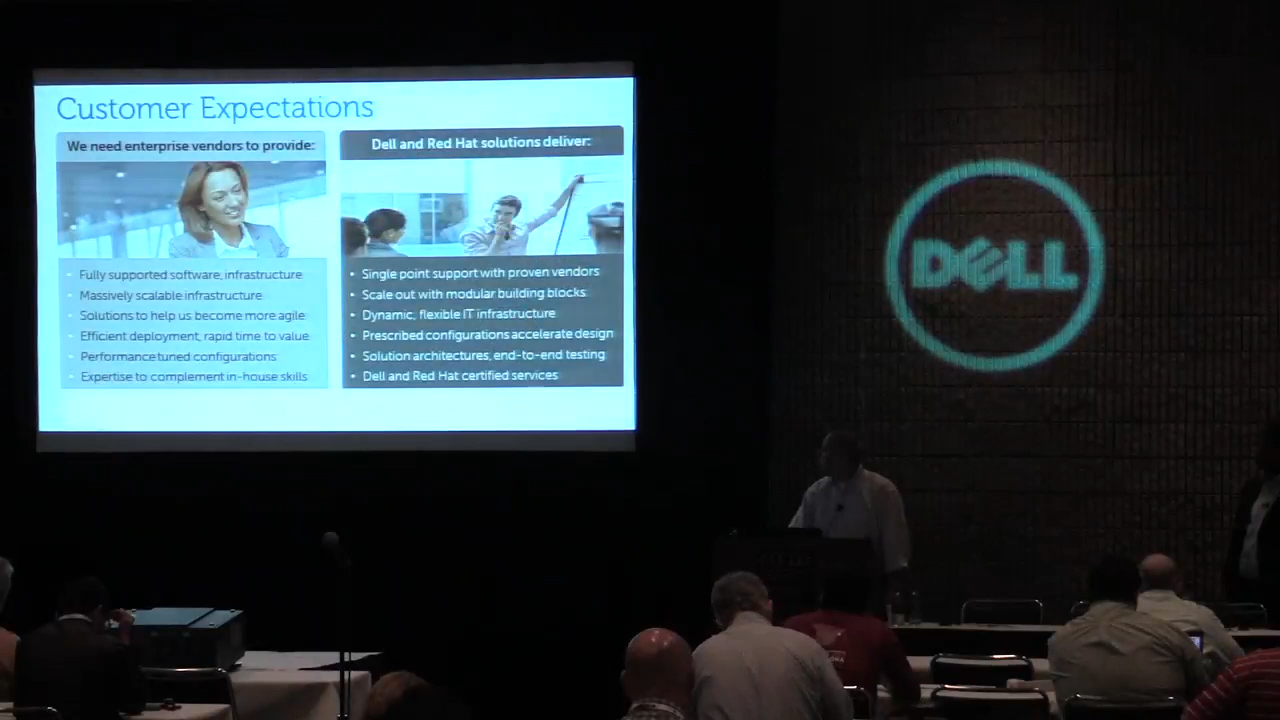 Customer Expectations
We need enterprise vendors to provide:
Fully supported software, infrastructure
Massively scalable infrastructure
Solutions to help us become more agile
Efficient deployment, rapid time to value
Performance tuned configurations
Expertise to complement in-house skills
Dell and Red Hat solutions deliver:
Single point support with proven vendors
Scale out with modular building blocks
Dynamic, flexible IT infrastructure
Prescribed configurations accelerate design
Solution architectures, end-to-end testing
Dell and Red Hat certified services
DELL